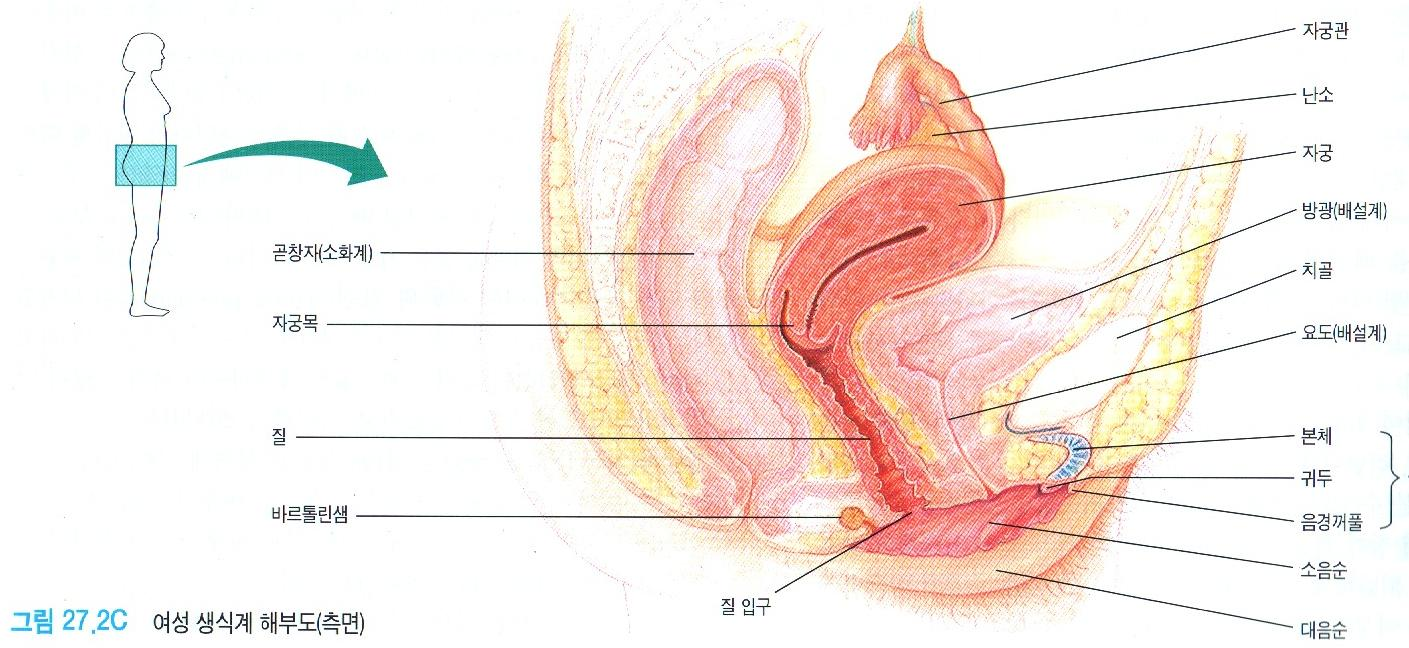 자궁관
난소
자궁
방광(배설계)
치골
요도(배설계)
본체
귀두
음경꺼풀
소음순
대음순
곧창자(소화계)
자궁목
질
바르톨린샘
질 입구
그림 27.2C 여성 생식계 해부도(측면)